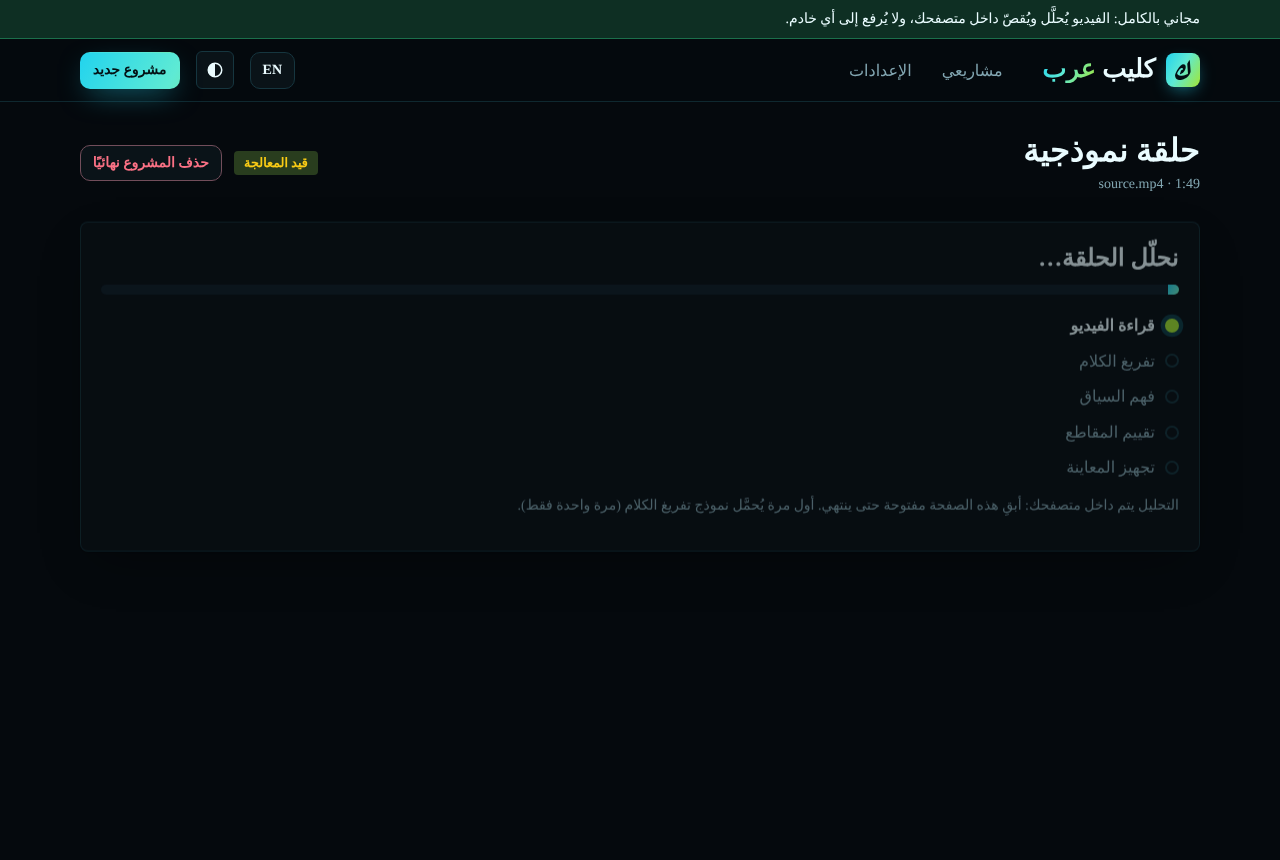 مجاني بالكامل: الفيديو يُحلَّل ويُقصّ داخل متصفحك، ولا يُرفع إلى أي خادم.
ك كليب عرب
مشاريعي
الإعدادات
EN
مشروع جديد
حلقة نموذجية
source.mp4 · 1:49
قيد المعالجة
حذف المشروع نهائيًا
نحلّل الحلقة…
قراءة الفيديو
تفريغ الكلام
فهم السياق
تقييم المقاطع
تجهيز المعاينة
التحليل يتم داخل متصفحك: أبقِ هذه الصفحة مفتوحة حتى ينتهي. أول مرة يُحمَّل نموذج تفريغ الكلام (مرة واحدة فقط).